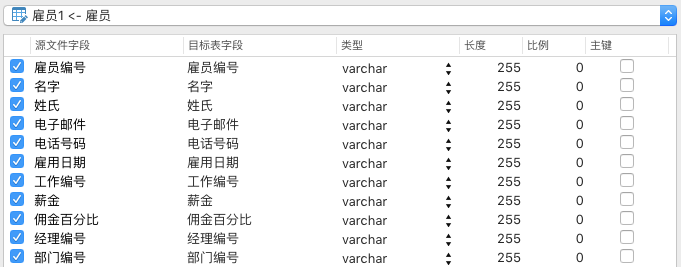 雇员1 <- 雇员
源文件字段 目标表字段 类型 长度 比例 主键
雇员编号 雇员编号 varchar 255 0
名字 名字 varchar 255 0
姓氏 姓氏 varchar 255 0
电子邮件 电子邮件 varchar 255 0
电话号码 电话号码 varchar 255 0
雇用日期 雇用日期 varchar 255 0
工作编号 工作编号 varchar 255 0
薪金 薪金 varchar 255 0
佣金百分比 佣金百分比 varchar 255 0
经理编号 经理编号 varchar 255 0
部门编号 部门编号 varchar 255 0